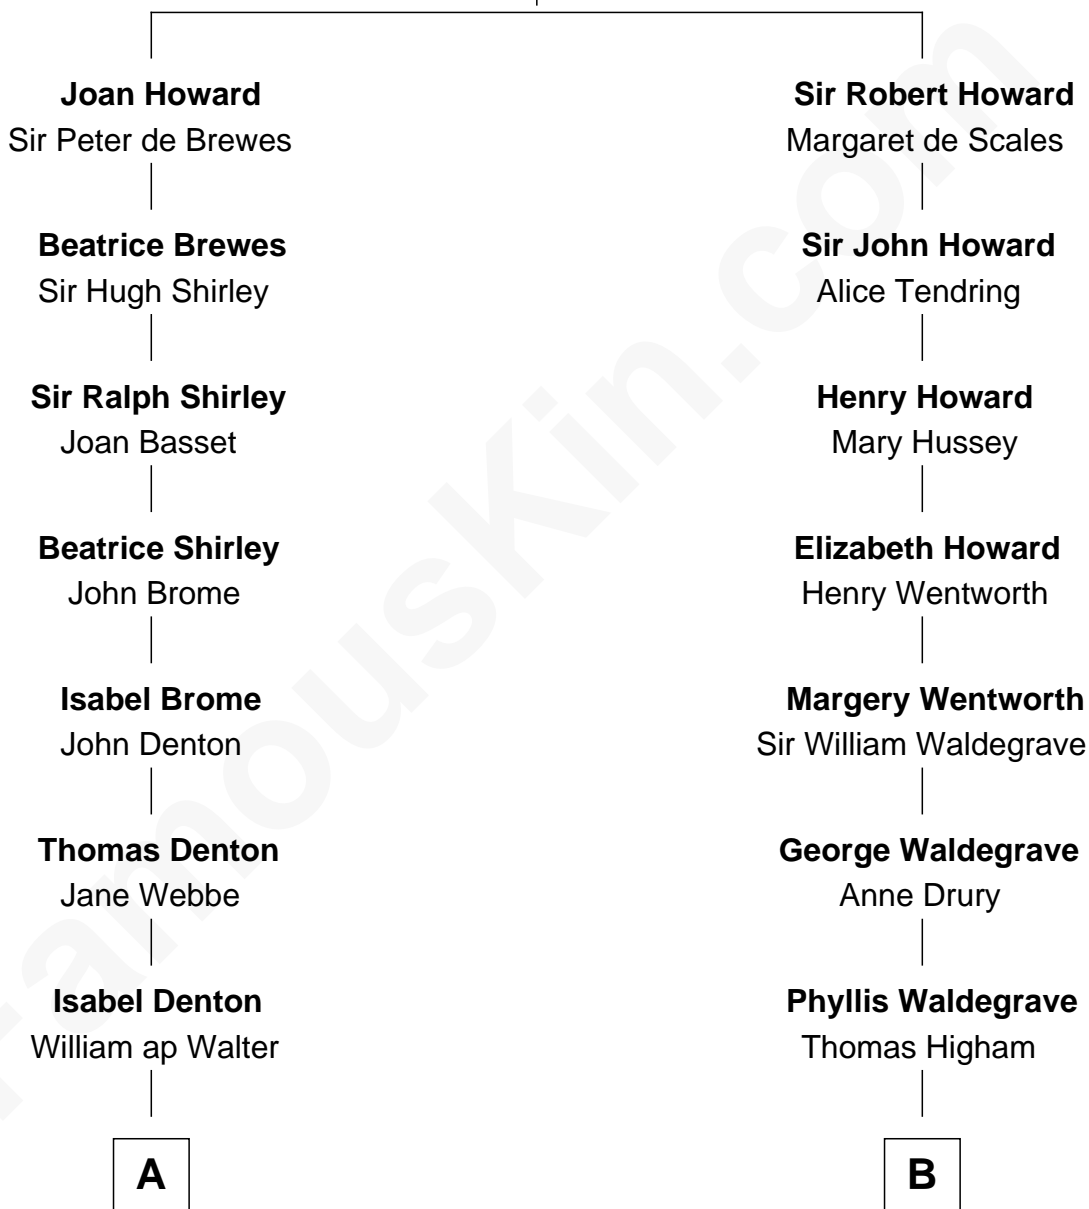 Joan Howard
Sir Peter de Brewes
Beatrice Brewes
Sir Hugh Shirley
Sir Ralph Shirley
Joan Basset
Beatrice Shirley
John Brome
Isabel Brome
John Denton
Thomas Denton
Jane Webbe
Isabel Denton
William ap Walter
A
Sir Robert Howard
Margaret de Scales
Sir John Howard
Alice Tendring
Henry Howard
Mary Hussey
Elizabeth Howard
Henry Wentworth
Margery Wentworth
Sir William Waldegrave
George Waldegrave
Anne Drury
Phyllis Waldegrave
Thomas Higham
B
FamousKin.com